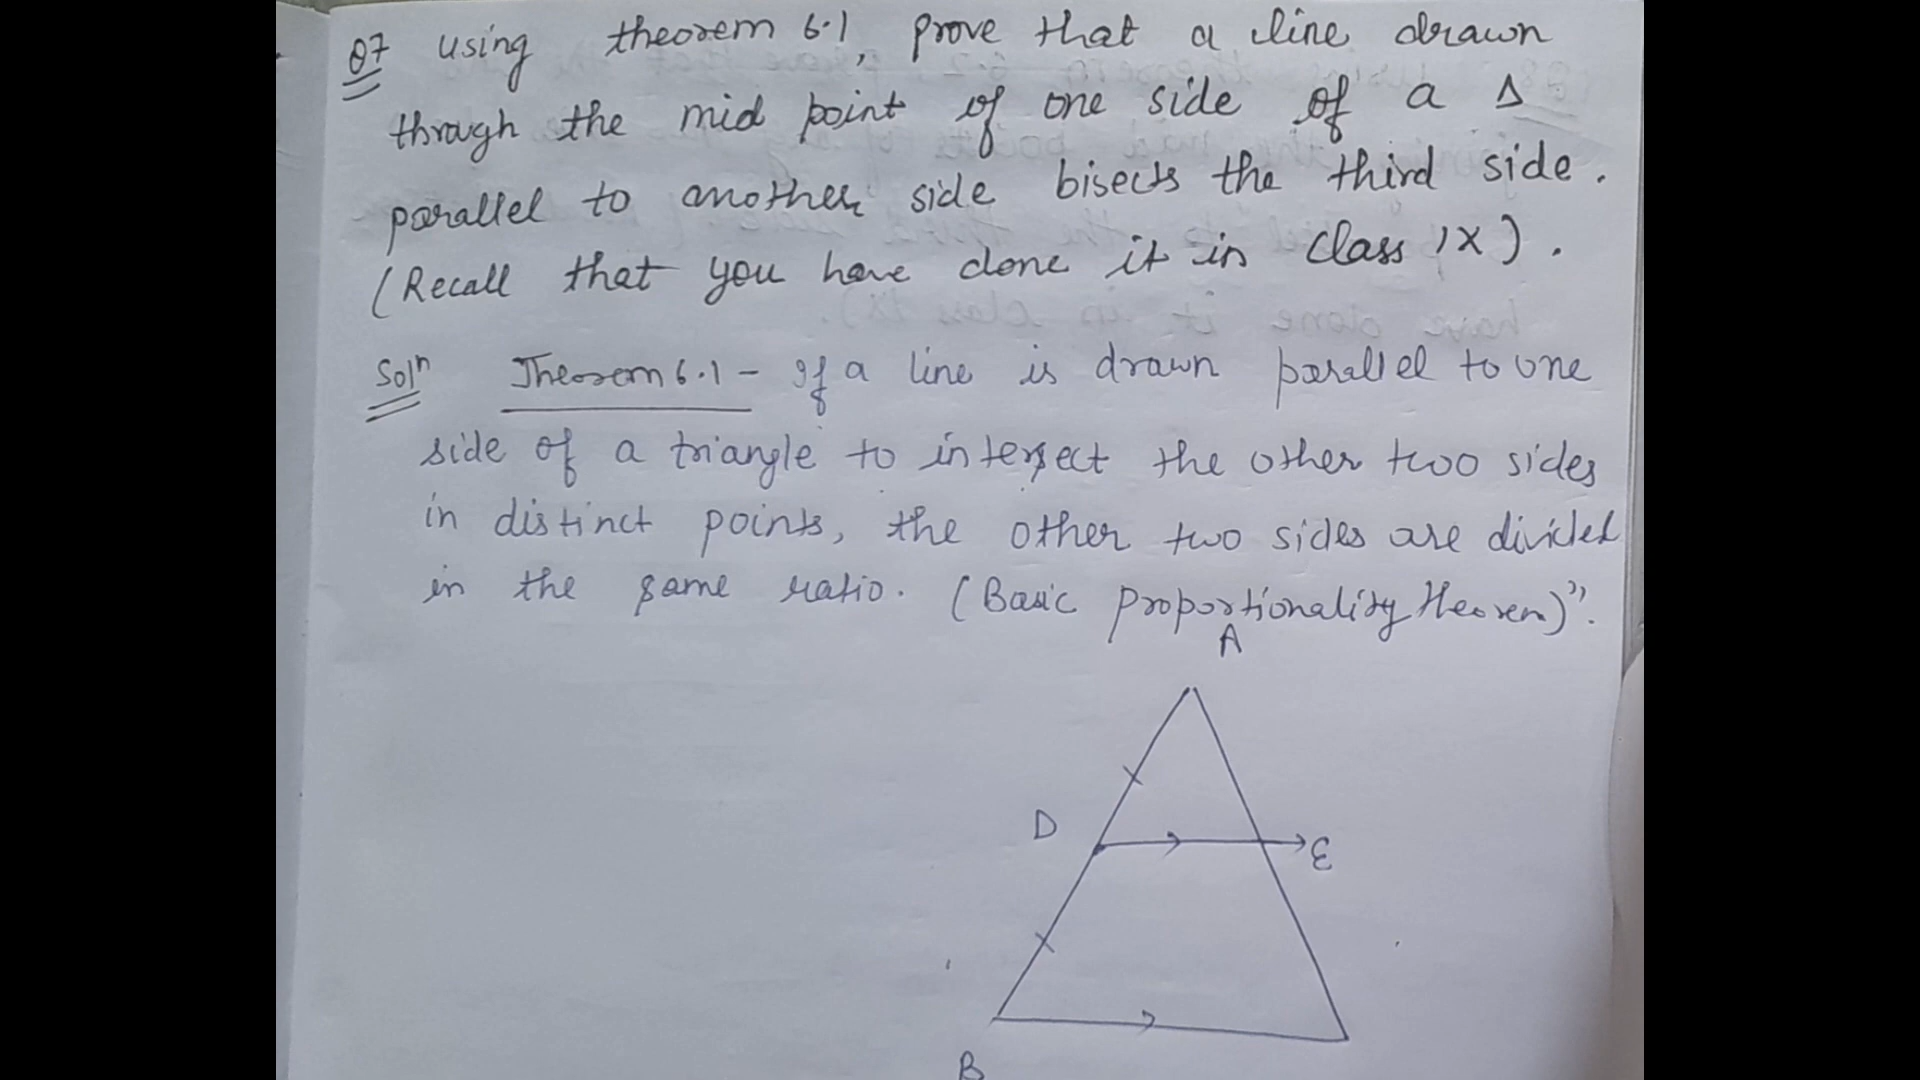 Q7 using theorem 6.1, prove that a line drawn
through the mid point of one side of a Δ
parallel to another side bisects the third side.
(Recall that you have done it in class IX).
Solⁿ Theorem 6.1 - If a line is drawn parallel to one
side of a triangle to intersect the other two sides
in distinct points, the other two sides are divided
in the same ratio. (Basic proportionality theorem)".
A
D
E
B